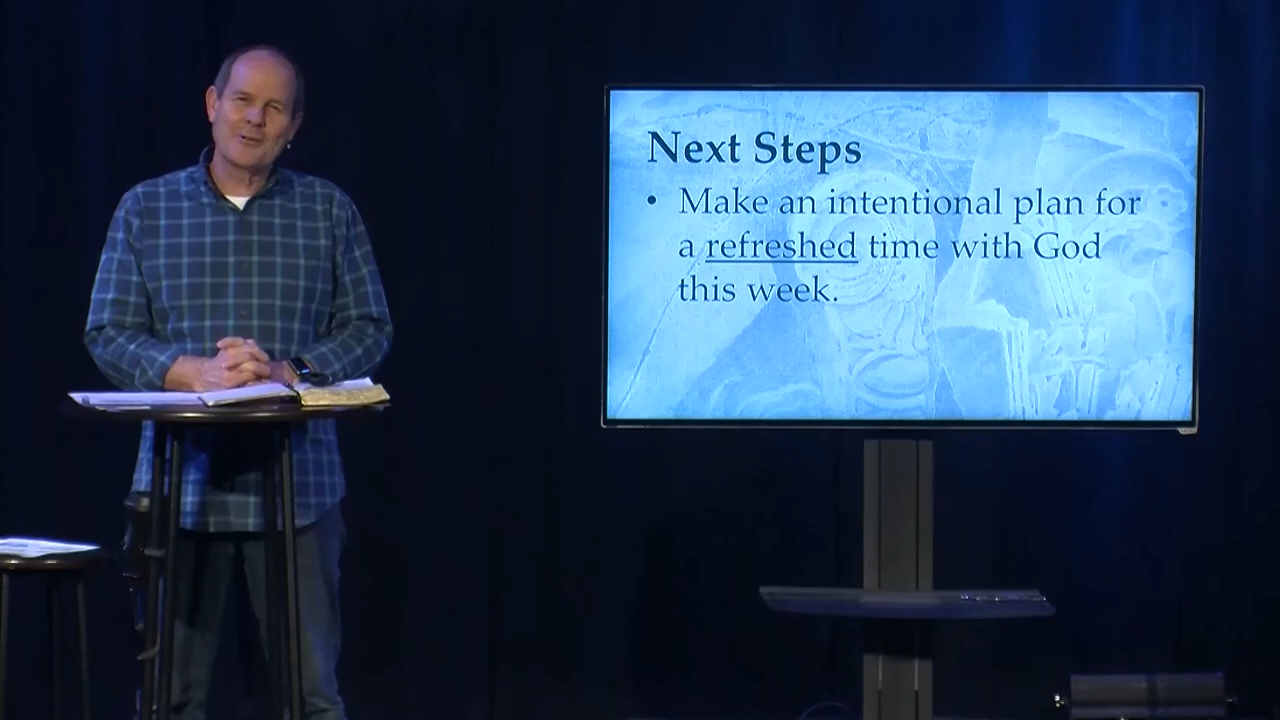 Next Steps
• Make an intentional plan for
a refreshed time with God
this week.